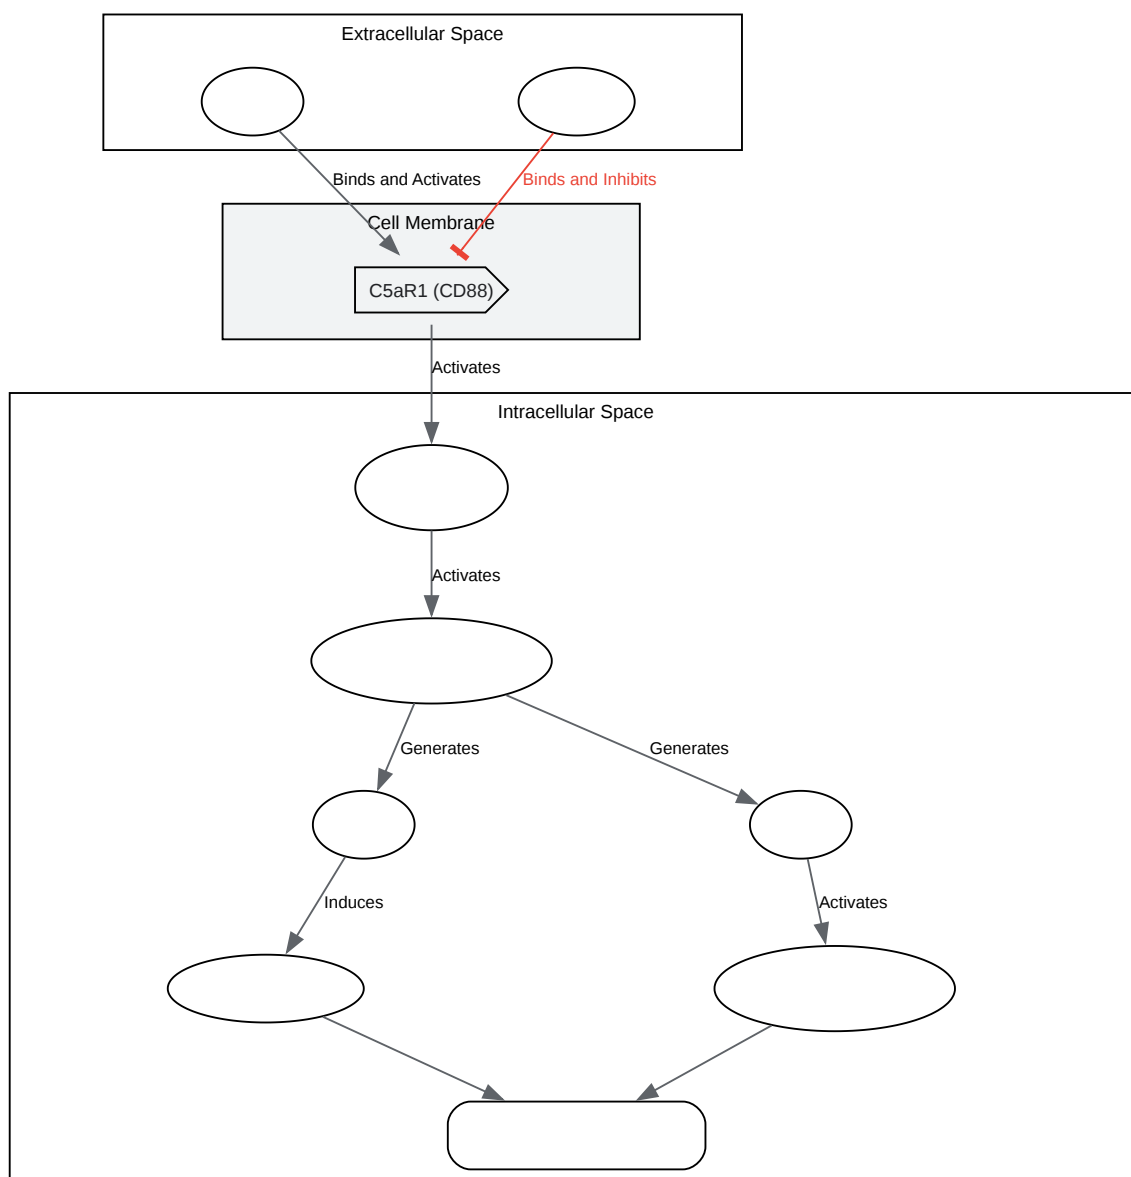 Extracellular Space
Binds and Activates
Binds and Inhibits
Cell Membrane
C5aR1 (CD88)
Activates
Intracellular Space
Activates
Generates
Generates
Induces
Activates